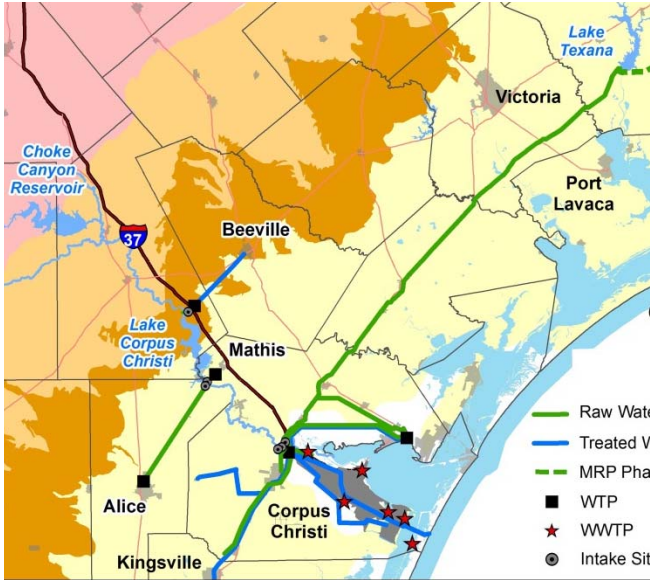 Lake
Texana
Victoria
Choke
Canyon
Reservoir
Port
Lavaca
37
Beeville
Lake
Corpus
Christi
Mathis
Raw Wate
Treated W
MRP Pha
WTP
Alice
Corpus
Christi
WWTP
Kingsville
Intake Sit